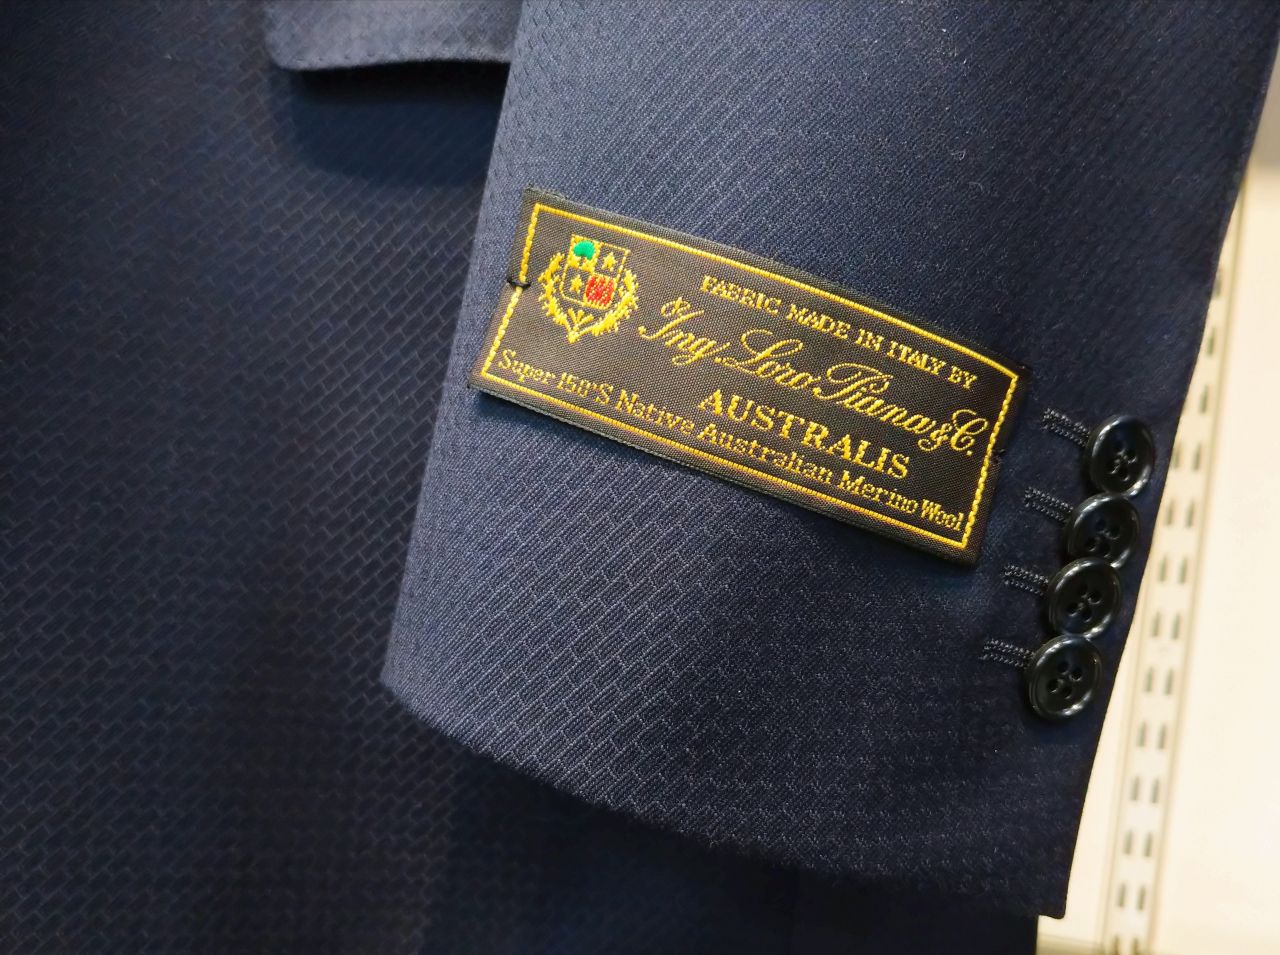 FABRIC MADE IN ITALY BY
Ing. Loro Piana & C.
AUSTRALIS
Super 150'S Native Australian Merino Wool